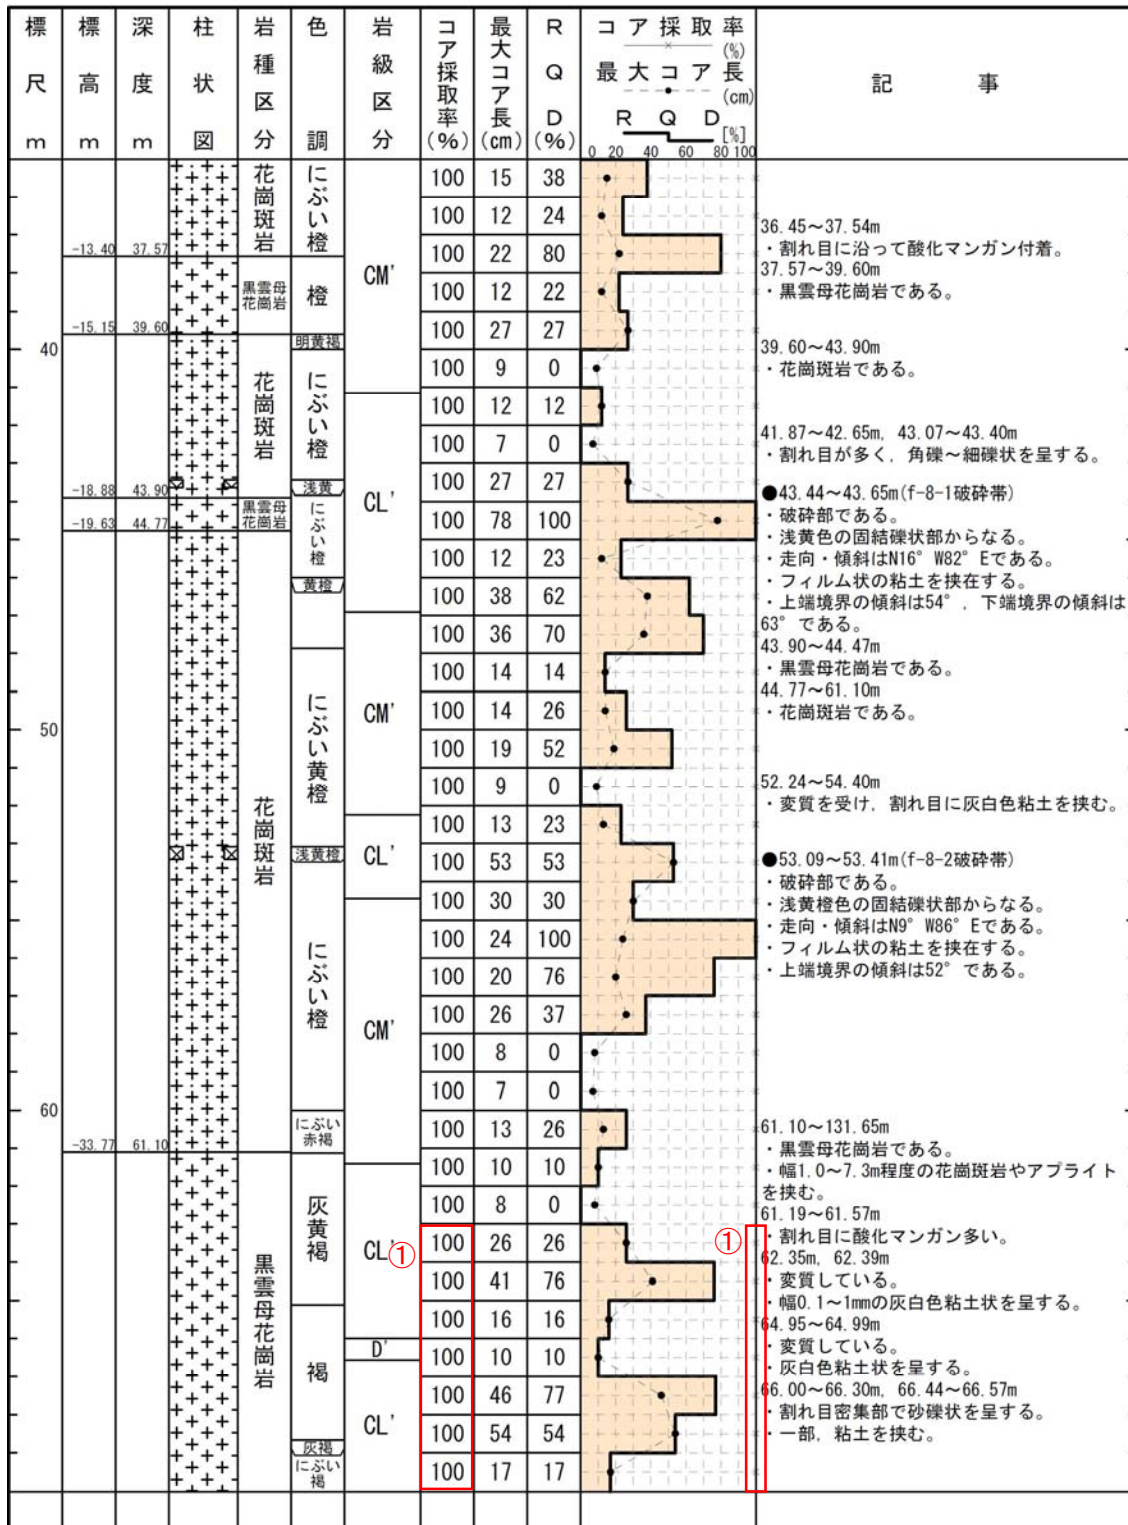 標尺m
標高m
深度m
柱状図
岩種区分
色調
岩級区分
コア採取率(%)
最大コア長(cm)
RQD(%)
コア採取率(%)
最大コア長(cm)
RQD[%]
0 20 40 60 80 100
記事
40
50
60
-13.40 37.57
-15.15 39.60
-18.88 43.90
-19.63 44.77
-33.77 61.10
花崗斑岩
黒雲母花崗岩
花崗斑岩
黒雲母花崗岩
花崗斑岩
黒雲母花崗岩
にぶい橙
橙
明黄褐
にぶい橙
浅黄
にぶい橙
黄橙
にぶい黄橙
浅黄橙
にぶい橙
にぶい赤褐
灰黄褐
褐
灰褐
にぶい褐
CM'
CL'
CM'
CL'
CM'
CL'
D'
CL'
100 15 38
100 12 24
100 22 80
100 12 22
100 27 27
100 9 0
100 12 12
100 7 0
100 27 27
100 78 100
100 12 23
100 38 62
100 36 70
100 14 14
100 14 26
100 19 52
100 9 0
100 13 23
100 53 53
100 30 30
100 24 100
100 20 76
100 26 37
100 8 0
100 7 0
100 13 26
100 10 10
100 8 0
100 26 26
100 41 76
100 16 16
100 10 10
100 46 77
100 54 54
100 17 17
①
①
36.45～37.54m
・割れ目に沿って酸化マンガン付着。
37.57～39.60m
・黒雲母花崗岩である。
39.60～43.90m
・花崗斑岩である。
41.87～42.65m, 43.07～43.40m
・割れ目が多く，角礫～細礫状を呈する。
●43.44～43.65m(f-8-1破砕帯)
・破砕部である。
・浅黄色の固結礫状部からなる。
・走向・傾斜はN16°W82°Eである。
・フィルム状の粘土を挟在する。
・上端境界の傾斜は54°，下端境界の傾斜は
63°である。
43.90～44.47m
・黒雲母花崗岩である。
44.77～61.10m
・花崗斑岩である。
52.24～54.40m
・変質を受け，割れ目に灰白色粘土を挟む。
●53.09～53.41m(f-8-2破砕帯)
・破砕部である。
・浅黄橙色の固結礫状部からなる。
・走向・傾斜はN9°W86°Eである。
・フィルム状の粘土を挟在する。
・上端境界の傾斜は52°である。
61.10～131.65m
・黒雲母花崗岩である。
・幅1.0～7.3m程度の花崗斑岩やアプライト
を挟む。
61.19～61.57m
・割れ目に酸化マンガン多い。
62.35m, 62.39m
・変質している。
・幅0.1～1mmの灰白色粘土状を呈する。
64.95～64.99m
・変質している。
・灰白色粘土状を呈する。
66.00～66.30m, 66.44～66.57m
・割れ目密集部で砂礫状を呈する。
・一部，粘土を挟む。